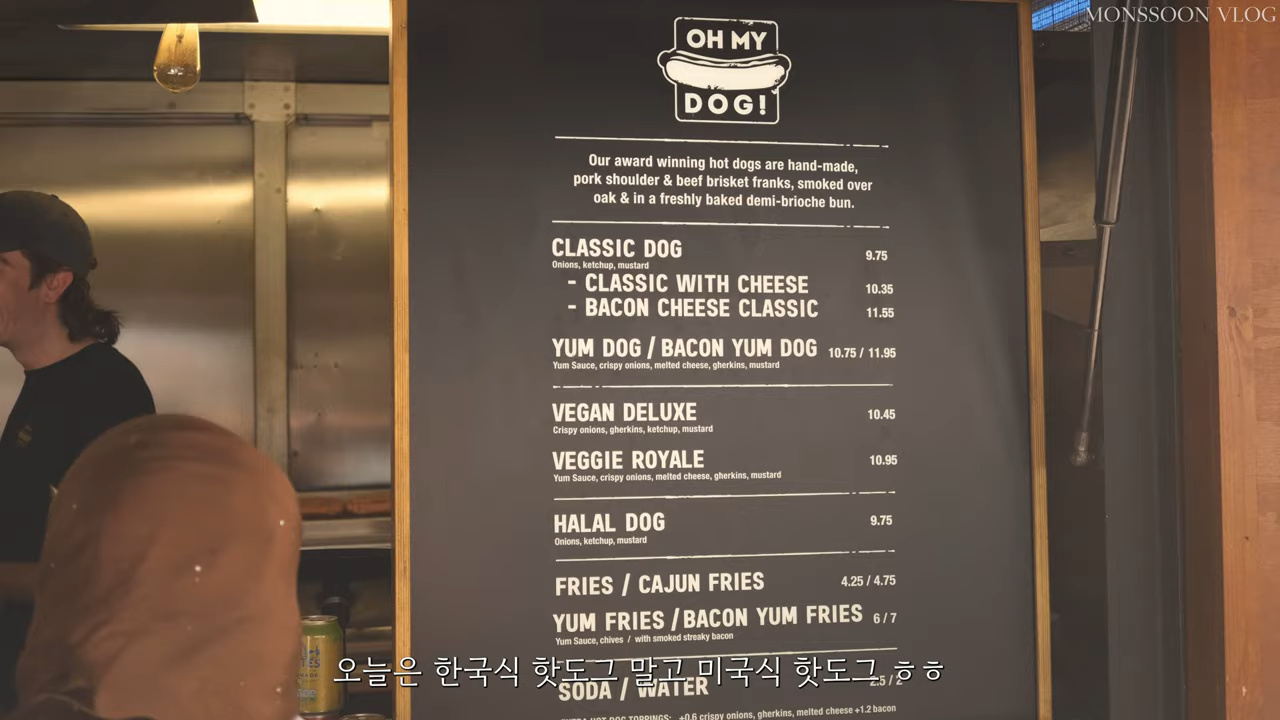 MONSSOON VLOG
OH MY
DOG!
Our award winning hot dogs are hand-made,
pork shoulder & beef brisket franks, smoked over
oak & in a freshly baked demi-brioche bun.
CLASSIC DOG 9.75
Onions, ketchup, mustard
- CLASSIC WITH CHEESE 10.35
- BACON CHEESE CLASSIC 11.55
YUM DOG / BACON YUM DOG 10.75 / 11.95
Yum Sauce, crispy onions, melted cheese, gherkins, mustard
VEGAN DELUXE 10.45
Crispy onions, gherkins, ketchup, mustard
VEGGIE ROYALE 10.95
Yum Sauce, crispy onions, melted cheese, gherkins, mustard
HALAL DOG 9.75
Onions, ketchup, mustard
FRIES / CAJUN FRIES 4.25 / 4.75
YUM FRIES / BACON YUM FRIES 6 / 7
Yum Sauce, chives / with smoked streaky bacon
오늘은 한국식 핫도그 말고 미국식 핫도그 ㅎㅎ
SODA / WATER 2.5 / 2
EXTRA HOT DOG TOPPINGS: +0.6 crispy onions, gherkins, melted cheese +1.2 bacon